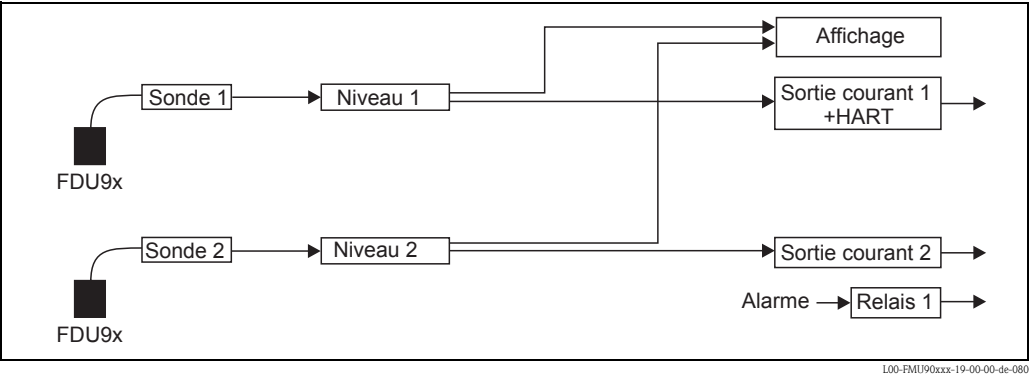 Affichage
Sonde 1
Niveau 1
Sortie courant 1
+HART
FDU9x
Sonde 2
Niveau 2
Sortie courant 2
Alarme
Relais 1
FDU9x
L00-FMU90xxx-19-00-00-de-080